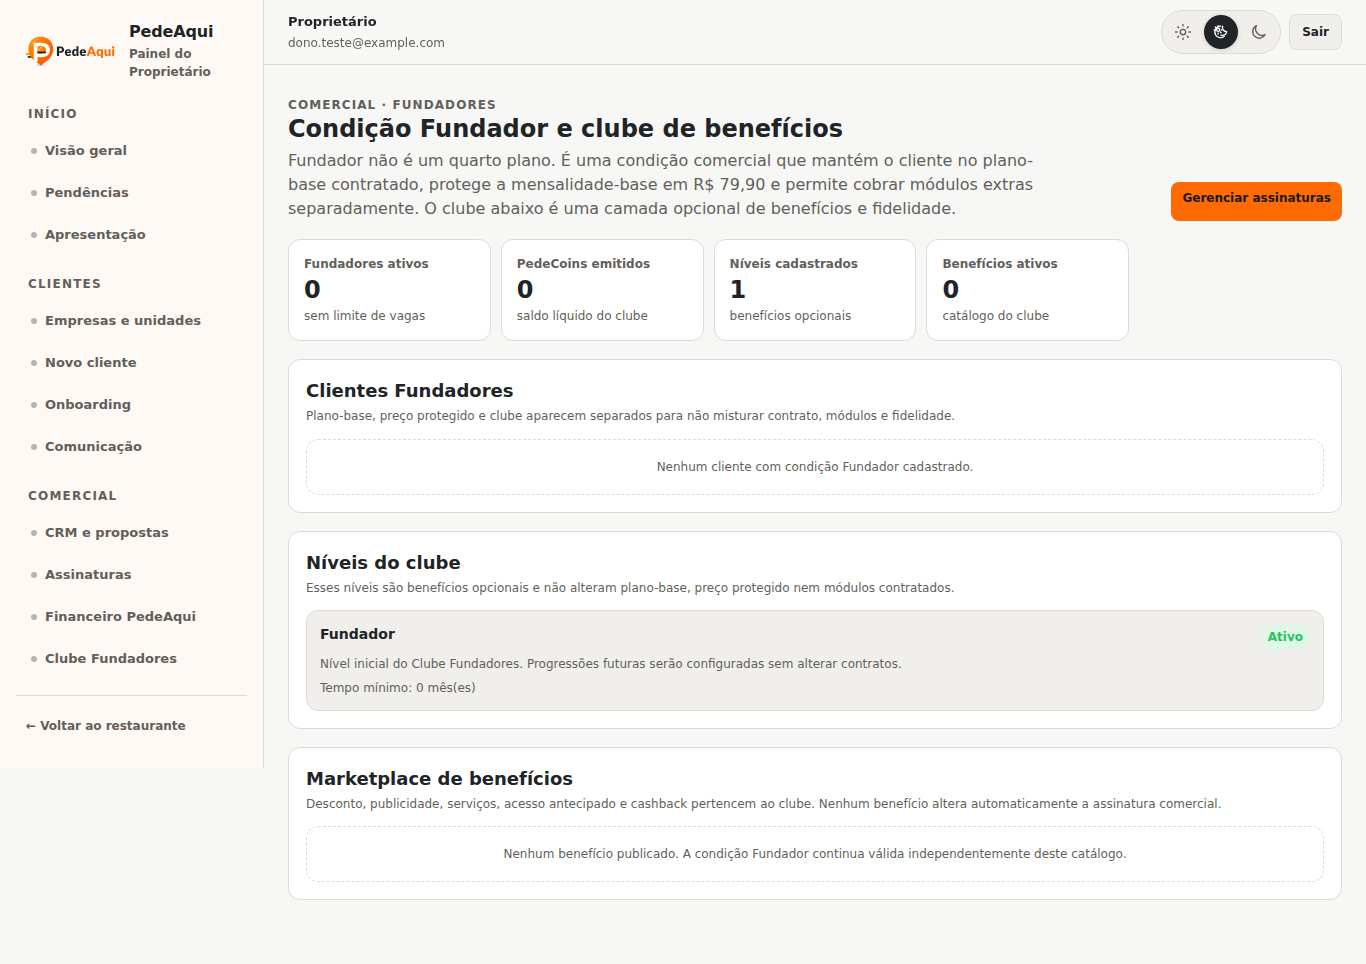 PedeAqui
PedeAqui
Painel do
Proprietário
INÍCIO
Visão geral
Pendências
Apresentação
CLIENTES
Empresas e unidades
Novo cliente
Onboarding
Comunicação
COMERCIAL
CRM e propostas
Assinaturas
Financeiro PedeAqui
Clube Fundadores
← Voltar ao restaurante
Proprietário
dono.teste@example.com
Sair
COMERCIAL · FUNDADORES
Condição Fundador e clube de benefícios
Fundador não é um quarto plano. É uma condição comercial que mantém o cliente no plano-
base contratado, protege a mensalidade-base em R$ 79,90 e permite cobrar módulos extras
separadamente. O clube abaixo é uma camada opcional de benefícios e fidelidade.
Gerenciar assinaturas
Fundadores ativos
0
sem limite de vagas
PedeCoins emitidos
0
saldo líquido do clube
Níveis cadastrados
1
benefícios opcionais
Benefícios ativos
0
catálogo do clube
Clientes Fundadores
Plano-base, preço protegido e clube aparecem separados para não misturar contrato, módulos e fidelidade.
Nenhum cliente com condição Fundador cadastrado.
Níveis do clube
Esses níveis são benefícios opcionais e não alteram plano-base, preço protegido nem módulos contratados.
Fundador
Ativo
Nível inicial do Clube Fundadores. Progressões futuras serão configuradas sem alterar contratos.
Tempo mínimo: 0 mês(es)
Marketplace de benefícios
Desconto, publicidade, serviços, acesso antecipado e cashback pertencem ao clube. Nenhum benefício altera automaticamente a assinatura comercial.
Nenhum benefício publicado. A condição Fundador continua válida independentemente deste catálogo.